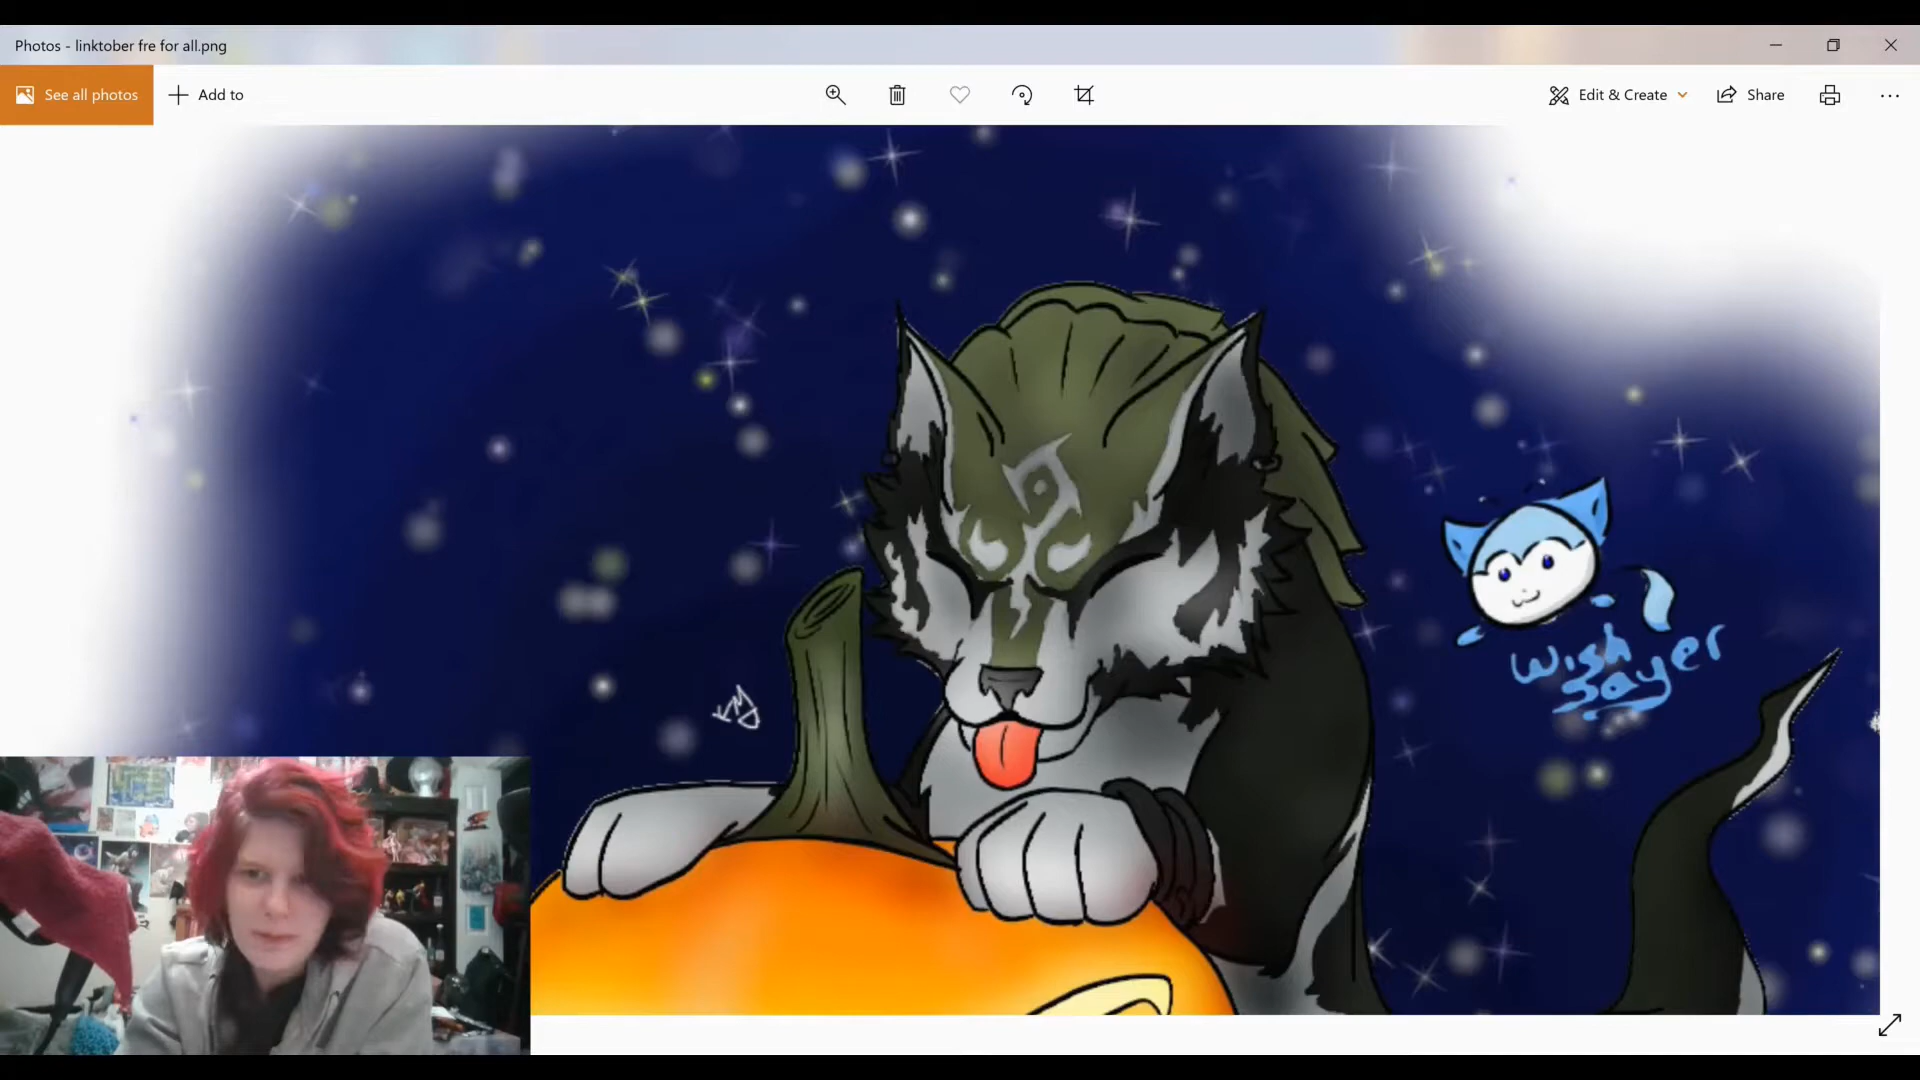 Photos - linktober fre for all.png
See all photos
Add to
Edit & Create
Share
Wish
Sayer